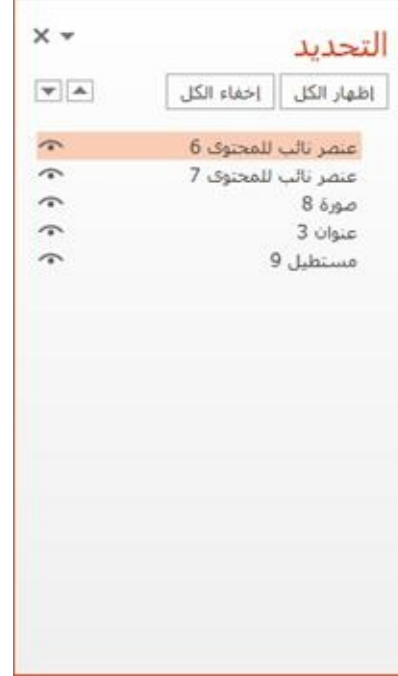 التحديد
إظهار الكل إخفاء الكل
عنصر نائب للمحتوى 6
عنصر نائب للمحتوى 7
صورة 8
عنوان 3
مستطيل 9